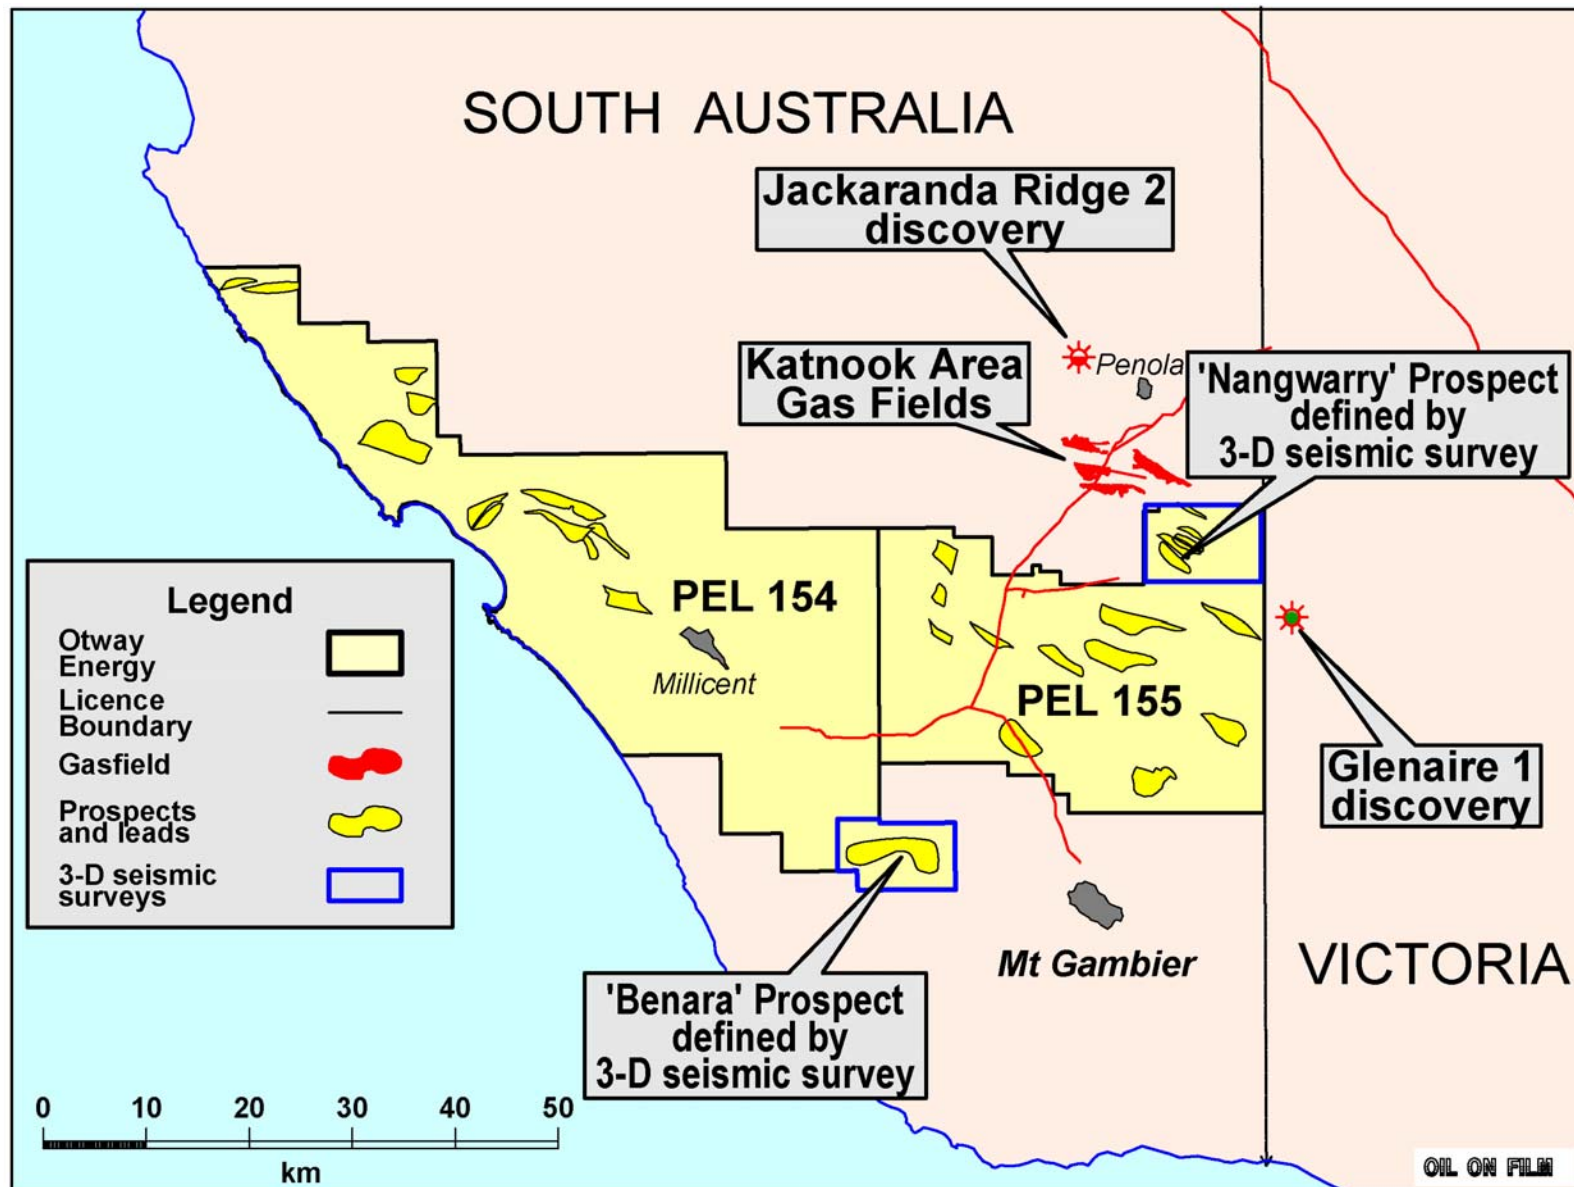 SOUTH AUSTRALIA
Jackaranda Ridge 2
discovery
Katnook Area
Gas Fields
Penola
'Nangwarry' Prospect
defined by
3-D seismic survey
PEL 154
Millicent
PEL 155
Glenaire 1
discovery
Legend
Otway
Energy
Licence
Boundary
Gasfield
Prospects
and leads
3-D seismic
surveys
Mt Gambier
VICTORIA
'Benara' Prospect
defined by
3-D seismic survey
0 10 20 30 40 50
km
OIL ON FILM